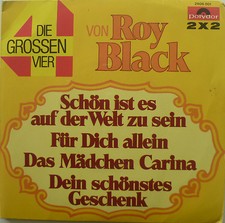 DIE
GROSSEN
VIER
VON Roy
Black
Polydor
2X2
Schön ist es
auf der Welt zu sein
Für Dich allein
Das Mädchen Carina
Dein schönstes
Geschenk